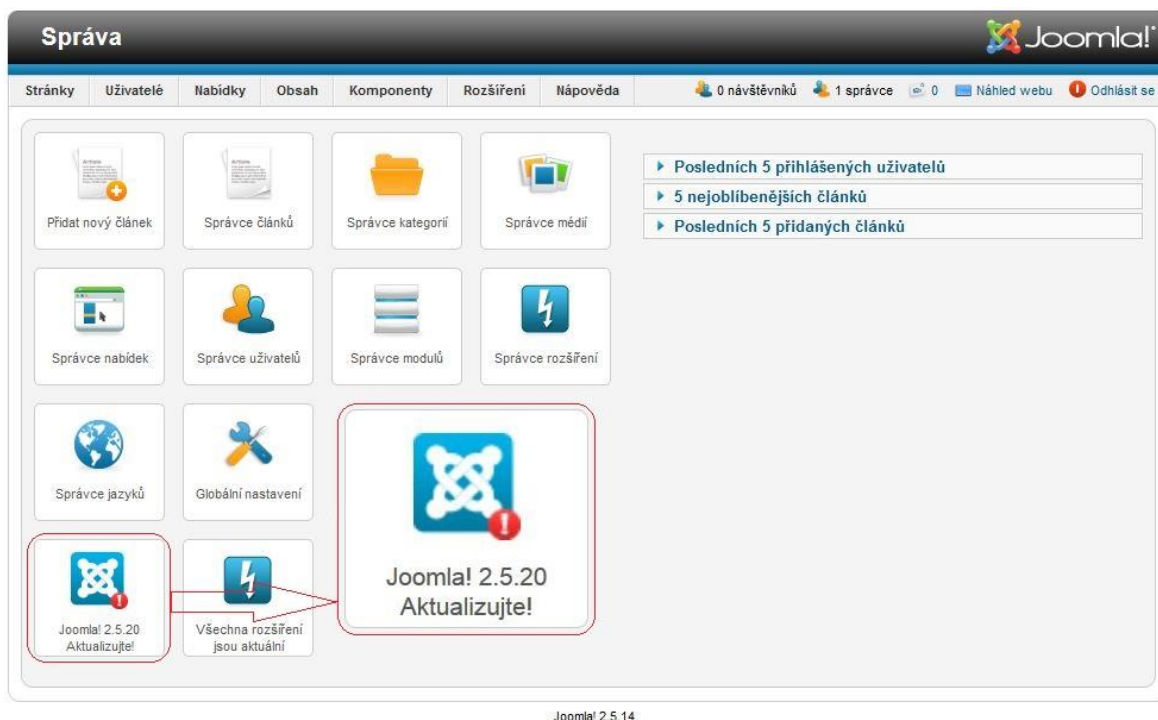 Správa
Joomla!
Stránky Uživatelé Nabídky Obsah Komponenty Rozšíření Nápověda 0 návštěvníků 1 správce 0 Náhled webu Odhlásit se
Přidat nový článek
Správce článků
Správce kategorií
Správce médií
Posledních 5 přihlášených uživatelů
5 nejoblíbenějších článků
Posledních 5 přidaných článků
Správce nabídek
Správce uživatelů
Správce modulů
Správce rozšíření
Správce jazyků
Globální nastavení
Joomla! 2.5.20
Aktualizujte!
Joomla! 2.5.20
Aktualizujte!
Všechna rozšíření
jsou aktuální
Joomla! 2.5.14